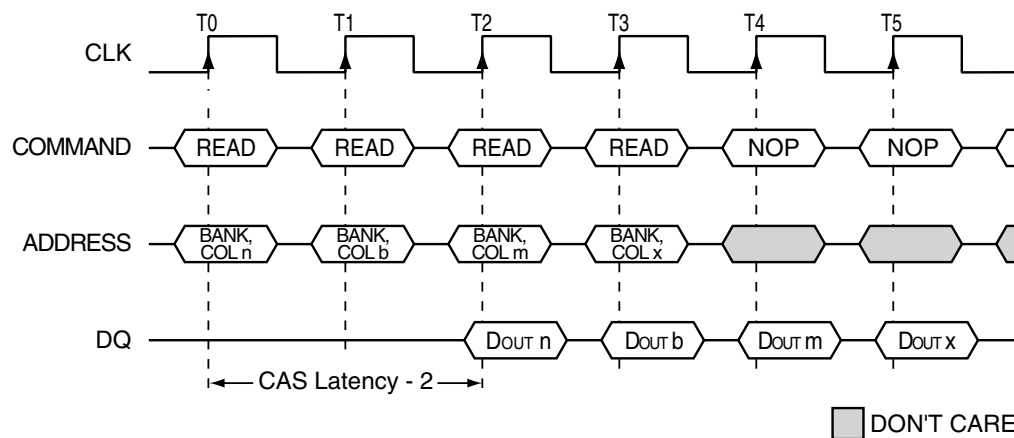 T0 T1 T2 T3 T4 T5
CLK
COMMAND READ READ READ READ NOP NOP
ADDRESS BANK, COL n BANK, COL b BANK, COL m BANK, COL x
DQ DOUT n DOUT b DOUT m DOUT x
CAS Latency - 2
DON'T CARE